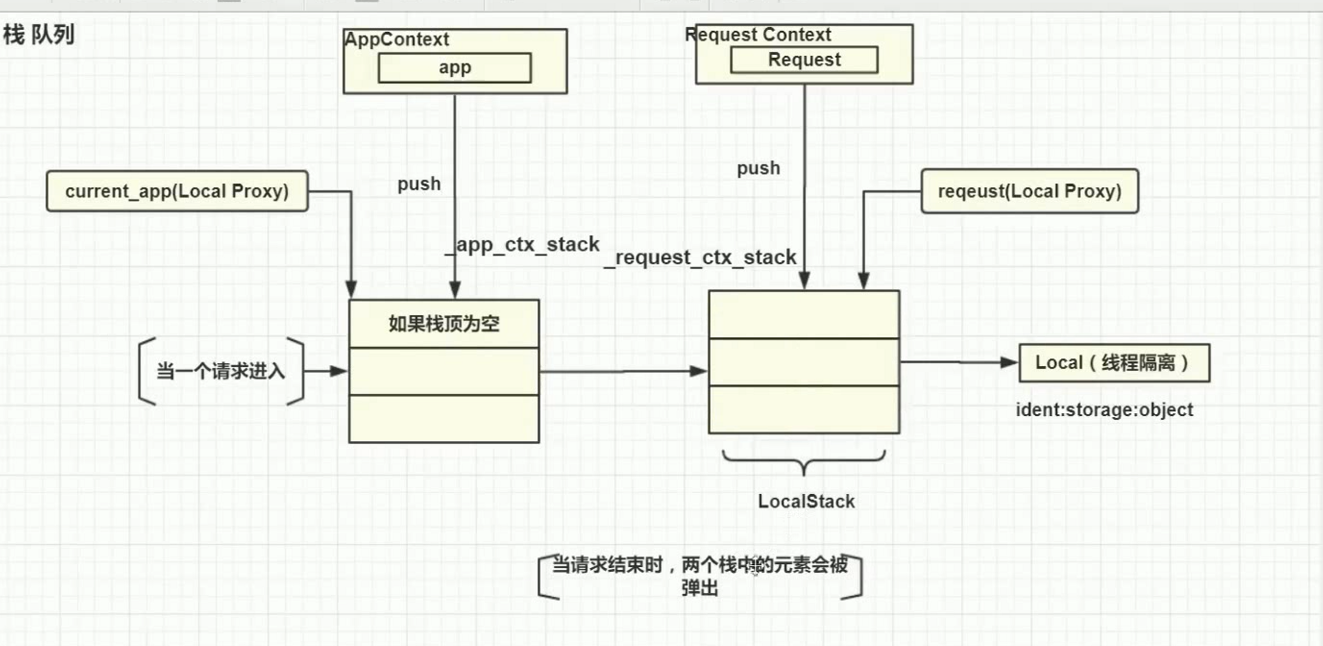 栈 队列
AppContext
app
Request Context
Request
push
push
current_app(Local Proxy)
reqeust(Local Proxy)
_app_ctx_stack
_request_ctx_stack
如果栈顶为空
当一个请求进入
Local（线程隔离）
ident:storage:object
LocalStack
当请求结束时，两个栈中的元素会被
弹出